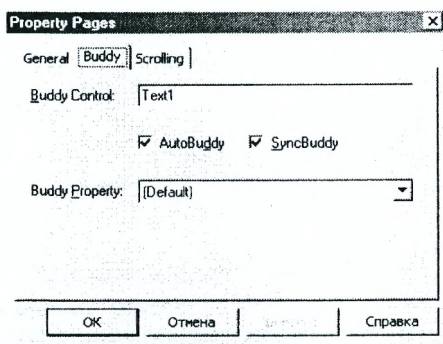 Property Pages
General Buddy Scrolling
Buddy Control: Text1
AutoBuddy SyncBuddy
Buddy Property: (Default)
OK Отмена Справка